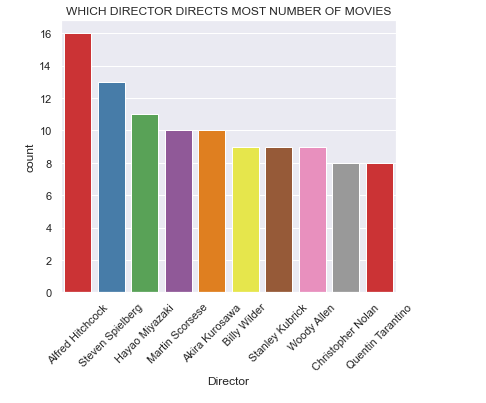 WHICH DIRECTOR DIRECTS MOST NUMBER OF MOVIES
16
14
12
10
8
6
4
2
0
count
Alfred Hitchcock
Steven Spielberg
Hayao Miyazaki
Martin Scorsese
Akira Kurosawa
Billy Wilder
Stanley Kubrick
Woody Allen
Christopher Nolan
Quentin Tarantino
Director